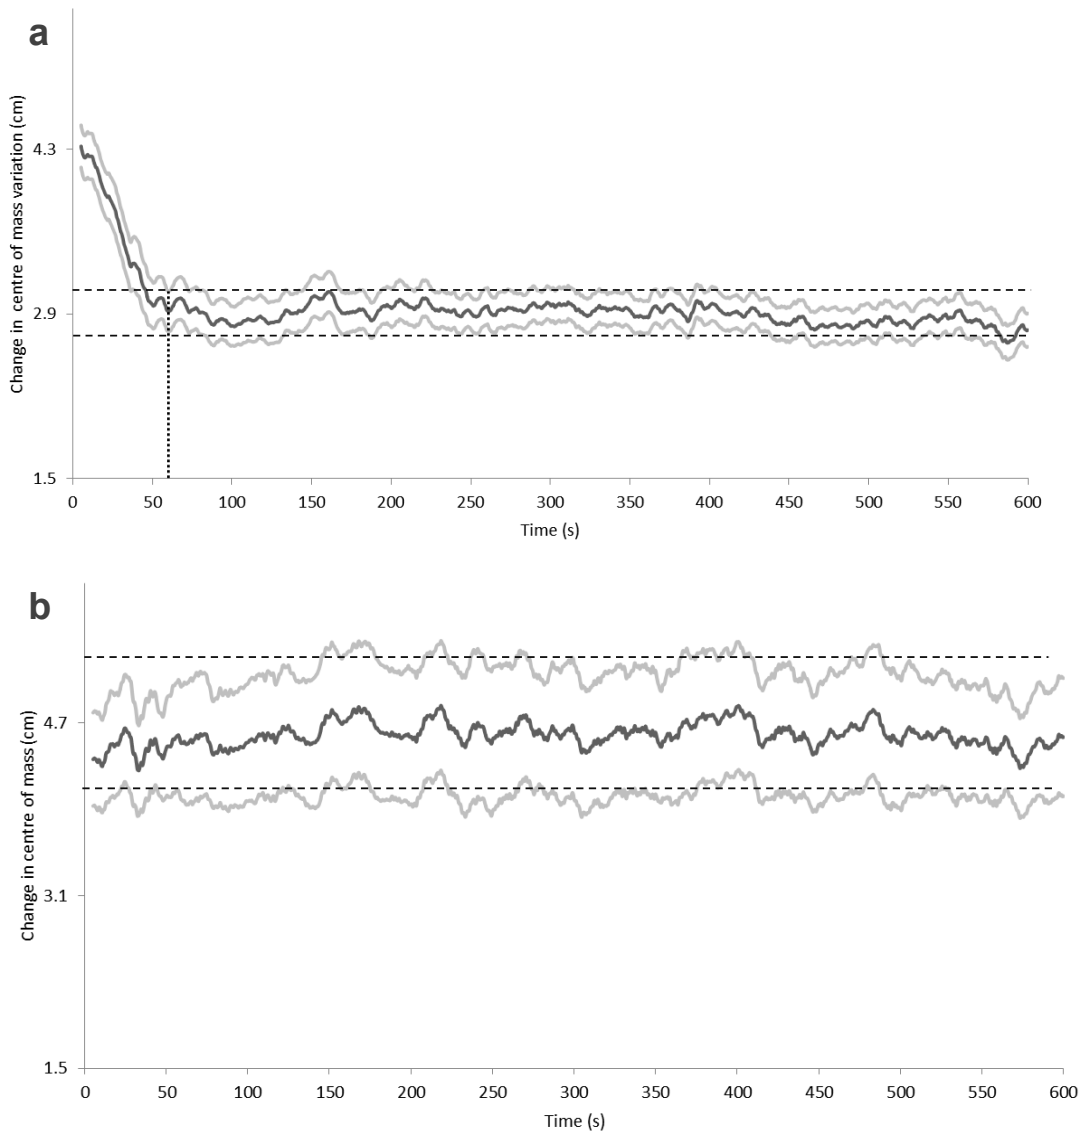 a
Change in centre of mass variation (cm)
4.3
2.9
1.5
0 50 100 150 200 250 300 350 400 450 500 550 600
Time (s)
b
Change in centre of mass (cm)
4.7
3.1
1.5
0 50 100 150 200 250 300 350 400 450 500 550 600
Time (s)